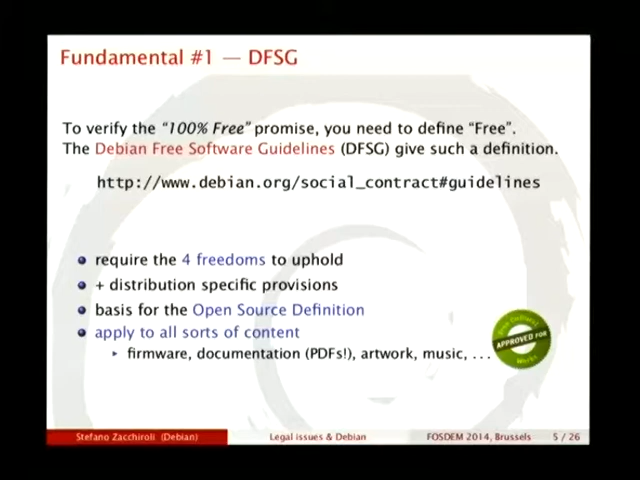 Fundamental #1 — DFSG
To verify the “100% Free” promise, you need to define “Free”.
The Debian Free Software Guidelines (DFSG) give such a definition.
http://www.debian.org/social_contract#guidelines
require the 4 freedoms to uphold
+ distribution specific provisions
basis for the Open Source Definition
apply to all sorts of content
firmware, documentation (PDFs!), artwork, music, ...
APPROVED FOR
Works
Stefano Zacchiroli (Debian) Legal issues & Debian FOSDEM 2014, Brussels 5 / 26